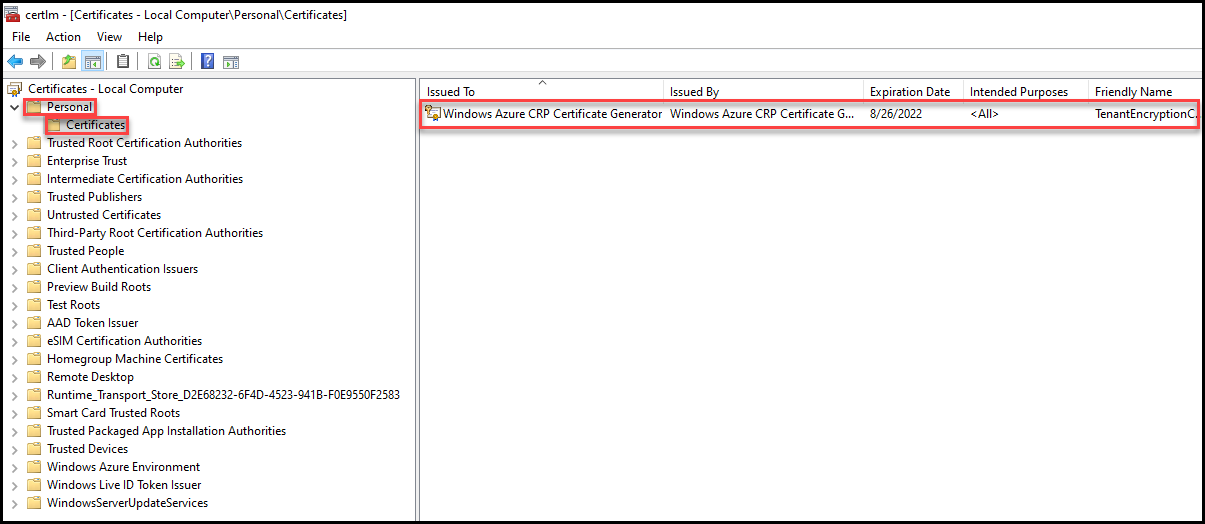 certlm - [Certificates - Local Computer\Personal\Certificates]
File Action View Help
Certificates - Local Computer
Personal
Certificates
Trusted Root Certification Authorities
Enterprise Trust
Intermediate Certification Authorities
Trusted Publishers
Untrusted Certificates
Third-Party Root Certification Authorities
Trusted People
Client Authentication Issuers
Preview Build Roots
Test Roots
AAD Token Issuer
eSIM Certification Authorities
Homegroup Machine Certificates
Remote Desktop
Runtime_Transport_Store_D2E68232-6F4D-4523-941B-F0E9550F2583
Smart Card Trusted Roots
Trusted Packaged App Installation Authorities
Trusted Devices
Windows Azure Environment
Windows Live ID Token Issuer
WindowsServerUpdateServices
Issued To Issued By Expiration Date Intended Purposes Friendly Name
Windows Azure CRP Certificate Generator Windows Azure CRP Certificate G... 8/26/2022 <All> TenantEncryptionC...